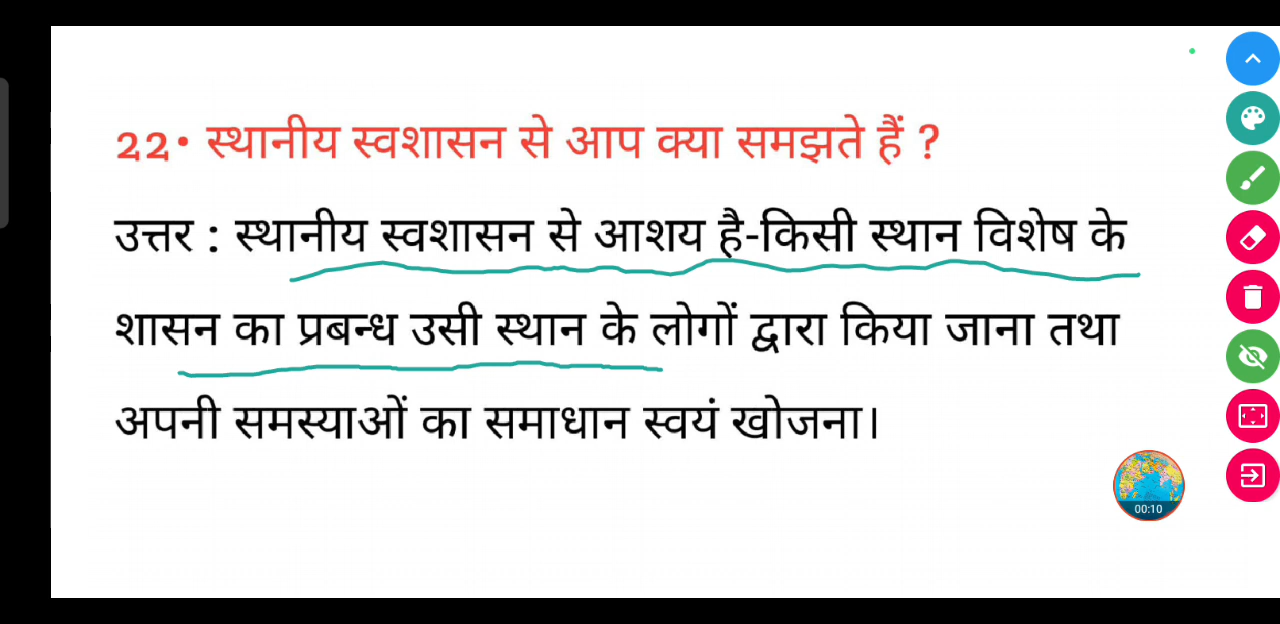 22• स्थानीय स्वशासन से आप क्या समझते हैं ?
उत्तर : स्थानीय स्वशासन से आशय है-किसी स्थान विशेष के
शासन का प्रबन्ध उसी स्थान के लोगों द्वारा किया जाना तथा
अपनी समस्याओं का समाधान स्वयं खोजना।
00:10